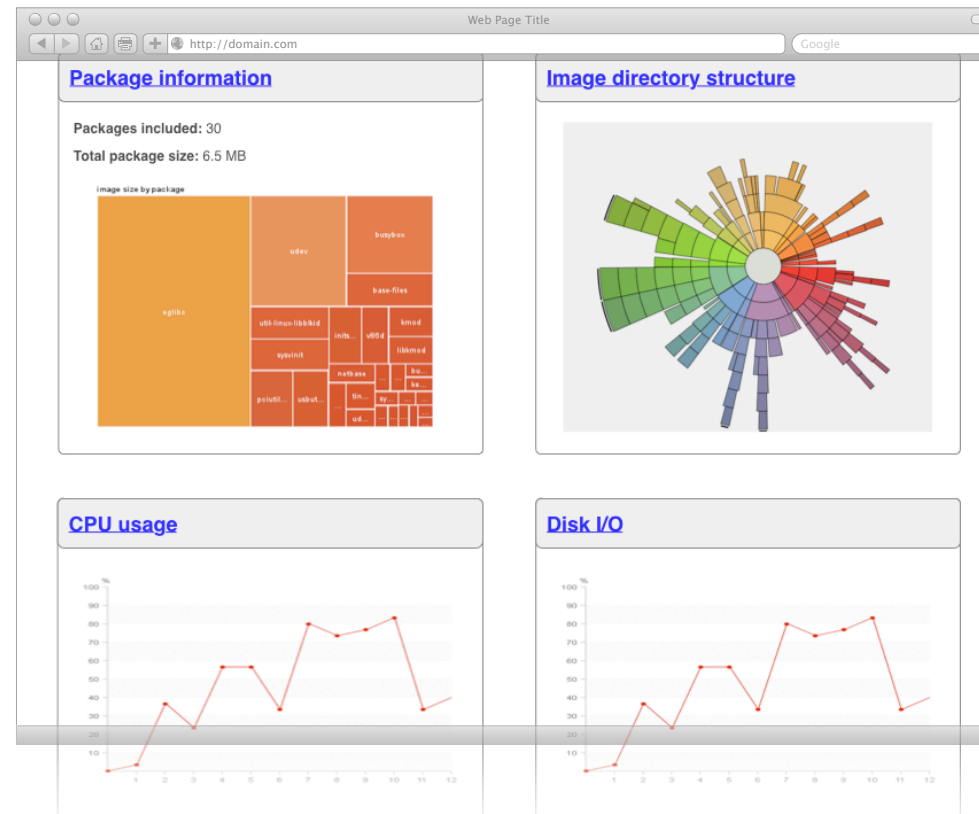 Web Page Title
http://domain.com
Google
Package information
Packages included: 30
Total package size: 6.5 MB
image size by package
eglibc
udev
busybox
base-files
util-linux-libblkid
sysvinit
inits...
v86d
kmod
libkmod
pciutil...
usbut...
netbase
...
...
bu...
ke...
...
tin...
sy...
...
...
ud...
...
...
...
...
...
Image directory structure
CPU usage
%
100
90
80
70
60
50
40
30
20
10
1 2 3 4 5 6 7 8 9 10 11 12
Disk I/O
%
100
90
80
70
60
50
40
30
20
10
1 2 3 4 5 6 7 8 9 10 11 12